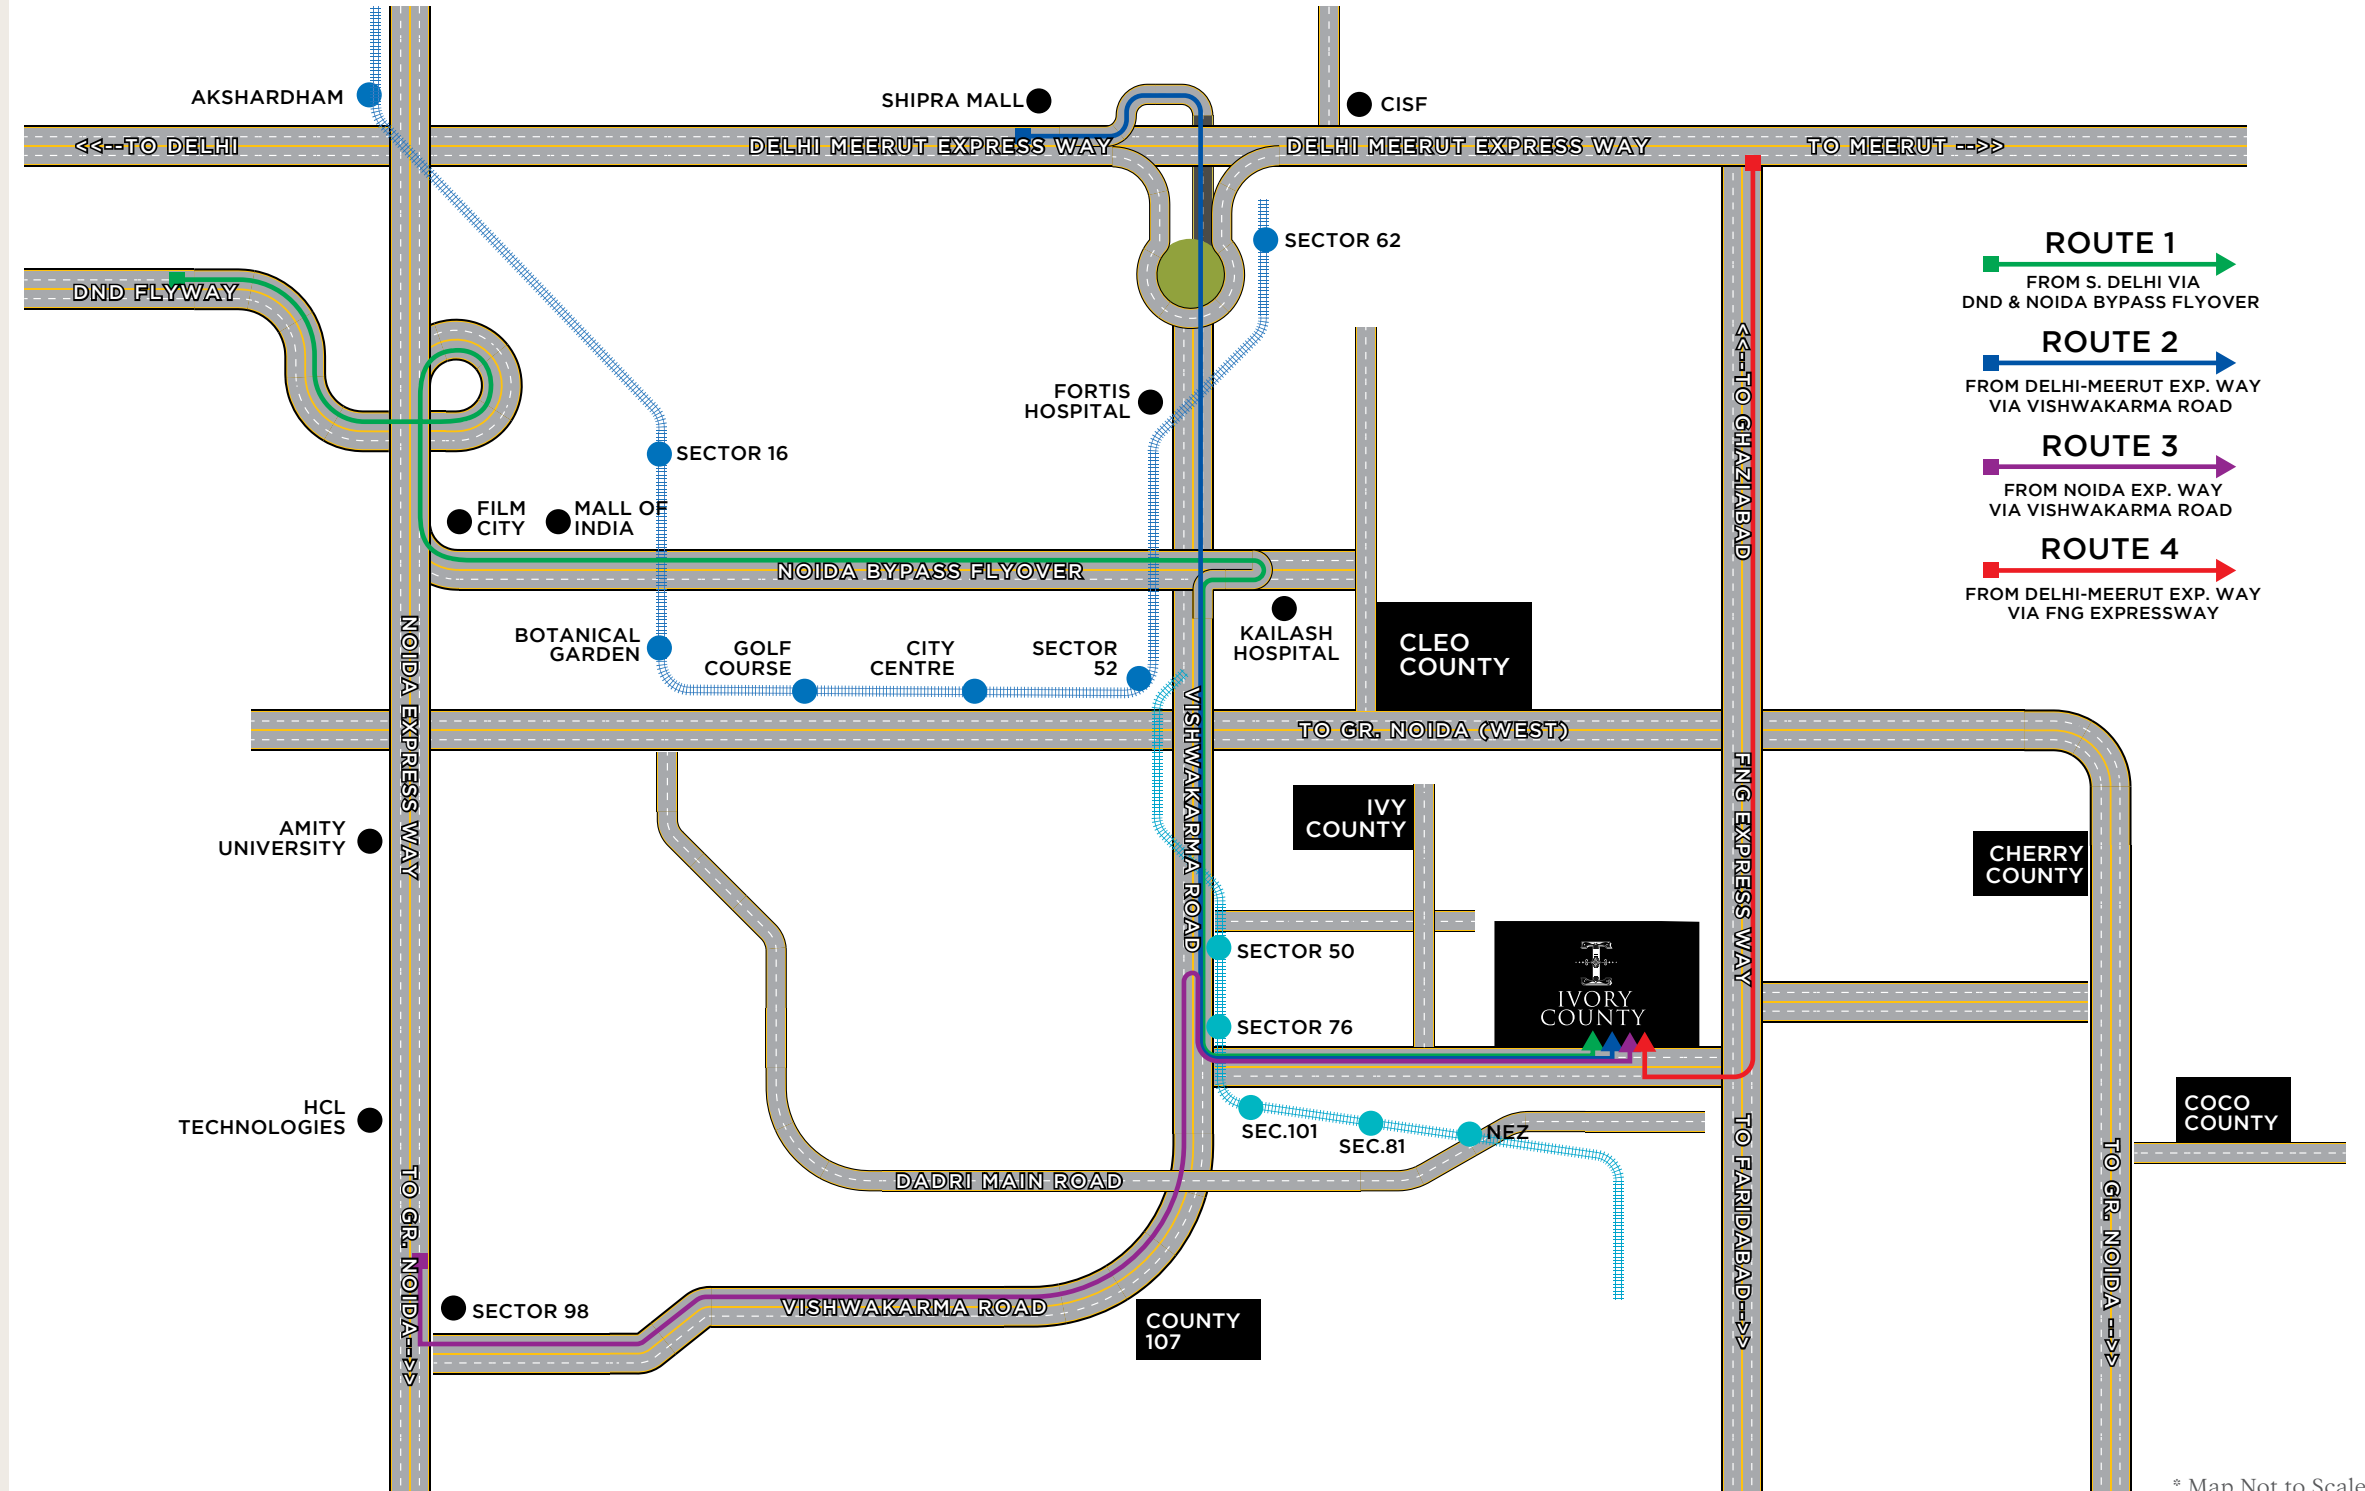 AKSHARDHAM
SHIPRA MALL
CISF
<<--TO DELHI
DELHI MEERUT EXPRESS WAY
DELHI MEERUT EXPRESS WAY
TO MEERUT -->>
SECTOR 62
DND FLYWAY
ROUTE 1
FROM S. DELHI VIA
DND & NOIDA BYPASS FLYOVER
ROUTE 2
FROM DELHI-MEERUT EXP. WAY
VIA VISHWAKARMA ROAD
ROUTE 3
FROM NOIDA EXP. WAY
VIA VISHWAKARMA ROAD
ROUTE 4
FROM DELHI-MEERUT EXP. WAY
VIA FNG EXPRESSWAY
<<--TO GHAZIABAD
FORTIS
HOSPITAL
SECTOR 16
FILM
CITY
MALL OF
INDIA
NOIDA BYPASS FLYOVER
BOTANICAL
GARDEN
GOLF
COURSE
CITY
CENTRE
SECTOR
52
KAILASH
HOSPITAL
CLEO
COUNTY
NOIDA EXPRESS WAY
VISHWAKARMA ROAD
TO GR. NOIDA (WEST)
FNG EXPRESS WAY
IVY
COUNTY
AMITY
UNIVERSITY
CHERRY
COUNTY
SECTOR 50
IVORY
COUNTY
SECTOR 76
HCL
TECHNOLOGIES
SEC.101
SEC.81
NEZ
COCO
COUNTY
DADRI MAIN ROAD
TO GR. NOIDA-->>
TO FARIDABAD-->>
TO GR. NOIDA -->>
SECTOR 98
VISHWAKARMA ROAD
COUNTY
107
* Map Not to Scale